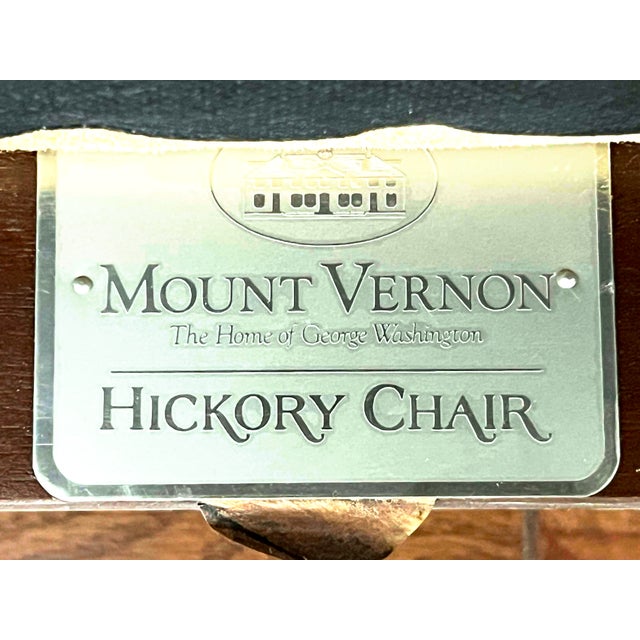 MOUNT VERNON
The Home of George Washington
HICKORY CHAIR